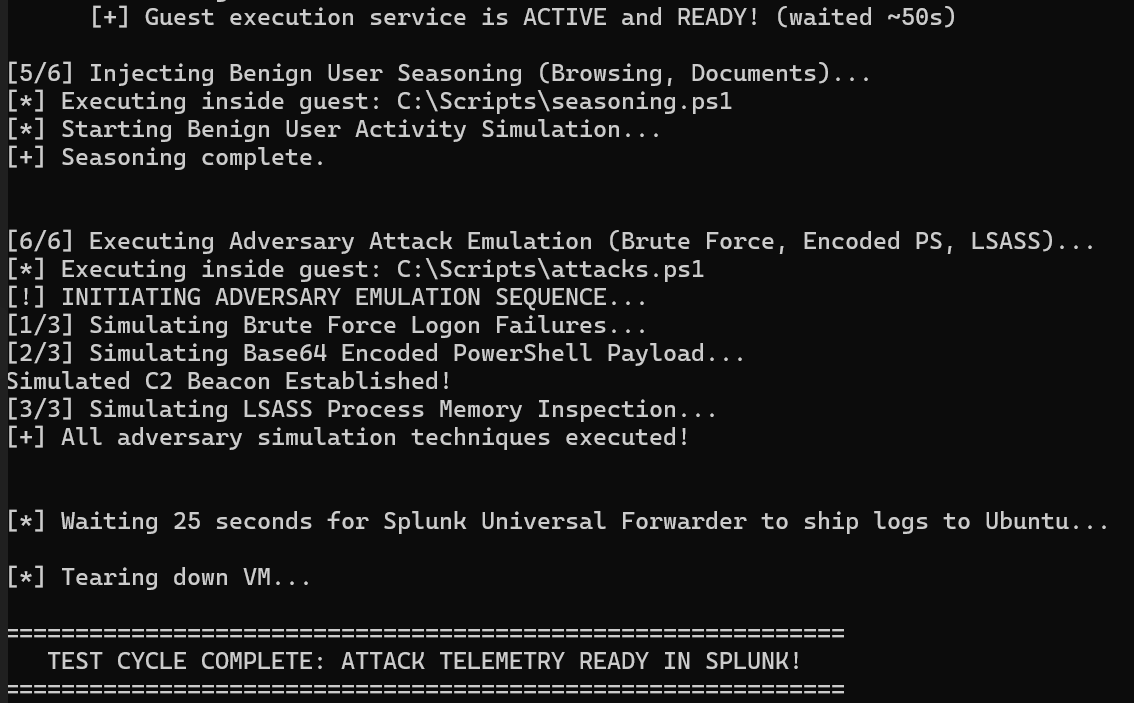 [+] Guest execution service is ACTIVE and READY! (waited ~50s)
[5/6] Injecting Benign User Seasoning (Browsing, Documents)...
[*] Executing inside guest: C:\Scripts\seasoning.ps1
[*] Starting Benign User Activity Simulation...
[+] Seasoning complete.
[6/6] Executing Adversary Attack Emulation (Brute Force, Encoded PS, LSASS)...
[*] Executing inside guest: C:\Scripts\attacks.ps1
[!] INITIATING ADVERSARY EMULATION SEQUENCE...
[1/3] Simulating Brute Force Logon Failures...
[2/3] Simulating Base64 Encoded PowerShell Payload...
Simulated C2 Beacon Established!
[3/3] Simulating LSASS Process Memory Inspection...
[+] All adversary simulation techniques executed!
[*] Waiting 25 seconds for Splunk Universal Forwarder to ship logs to Ubuntu...
[*] Tearing down VM...
=============================================================
TEST CYCLE COMPLETE: ATTACK TELEMETRY READY IN SPLUNK!
=============================================================